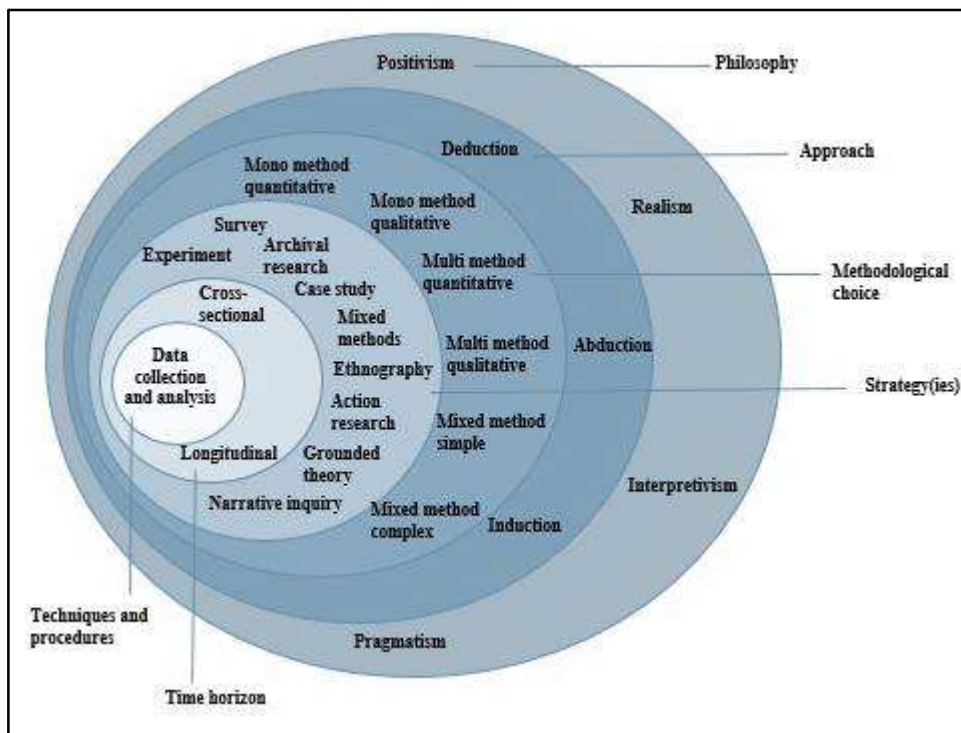 Positivism
Philosophy
Deduction
Approach
Mono method
quantitative
Mono method
qualitative
Realism
Survey
Experiment
Archival
research
Multi method
quantitative
Methodological
choice
Cross-
sectional
Case study
Mixed
methods
Multi method
qualitative
Abduction
Data
collection
and analysis
Ethnography
Strategy(ies)
Action
research
Mixed method
simple
Longitudinal
Grounded
theory
Interpretivism
Narrative inquiry
Mixed method
complex
Induction
Techniques and
procedures
Pragmatism
Time horizon